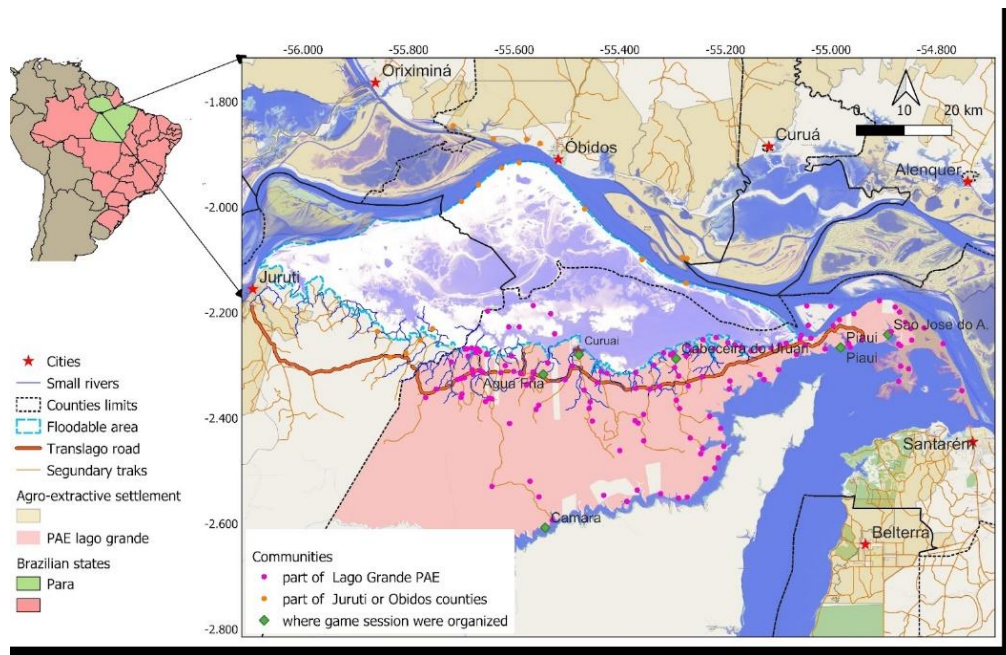 -56.000
-55.800
-55.600
-55.400
-55.200
-55.000
-54.800
-1.800
-2.000
-2.200
-2.400
-2.600
-2.800
Oriximiná
Óbidos
Curuá
Alenquer
0 10 20 km
Juruti
Curuai
Cabeceira do Uruari
Piaui
Piaui
Sao Jose do A.
Agua Fria
Camara
Santarém
Belterra
Cities
Small rivers
Counties limits
Floodable area
Translago road
Segundary traks
Agro-extractive settlement
PAE lago grande
Brazilian states
Para
Communities
part of Lago Grande PAE
part of Juruti or Obidos counties
where game session were organized